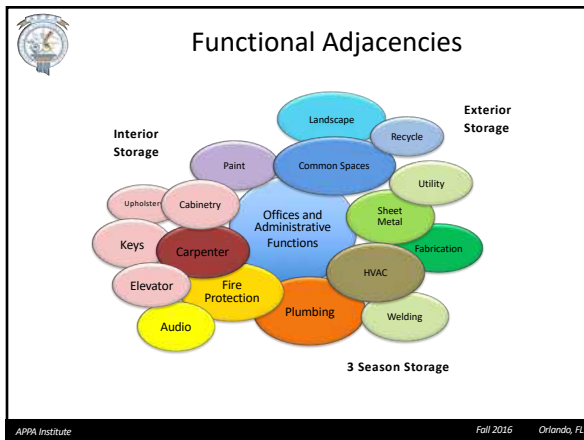 Functional Adjacencies
Landscape
Exterior
Storage
Interior
Storage
Recycle
Paint
Common Spaces
Utility
Upholster
Cabinetry
Offices and
Administrative
Functions
Sheet
Metal
Keys
Carpenter
Fabrication
HVAC
Elevator
Fire
Protection
Plumbing
Welding
Audio
3 Season Storage
APPA Institute
Fall 2016
Orlando, FL